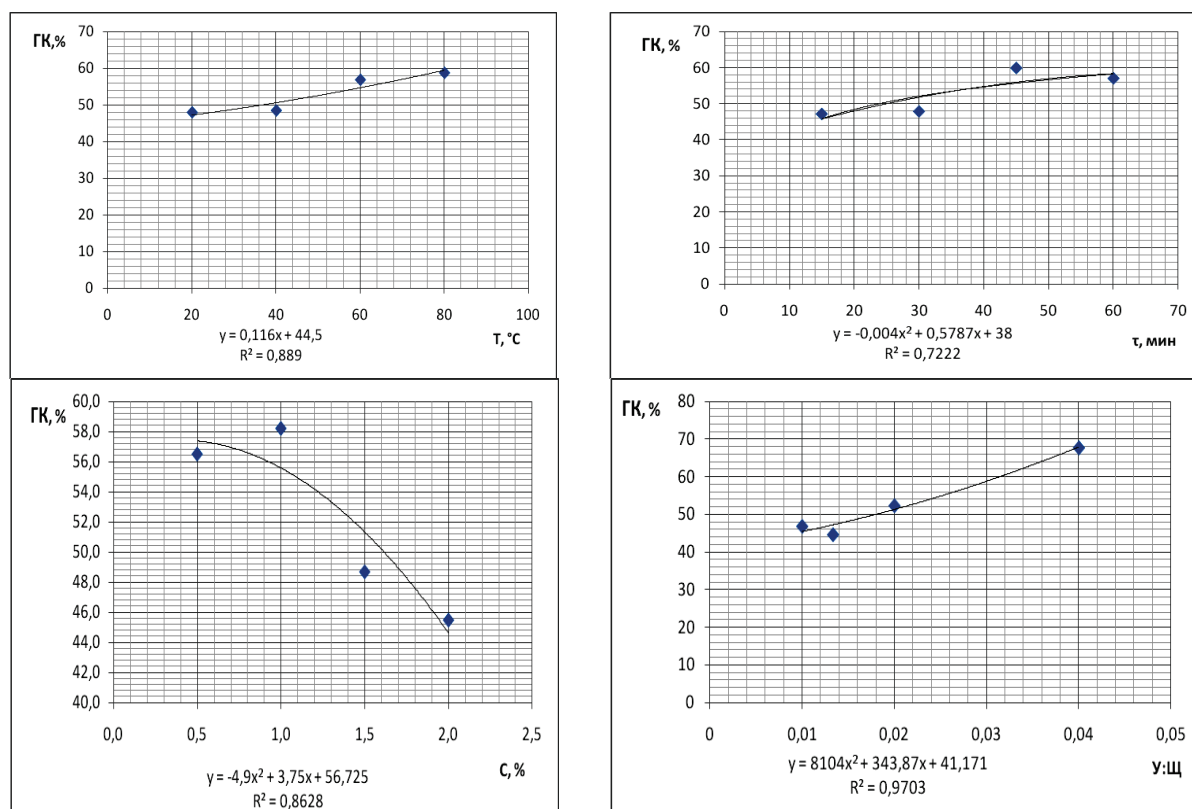 ГК,%
70
60
50
40
30
20
10
0
0 20 40 60 80 100
T, °C
y = 0,116x + 44,5
R² = 0,889
ГК, %
70
60
50
40
30
20
10
0
0 10 20 30 40 50 60 70
y = -0,004x² + 0,5787x + 38
τ, мин
R² = 0,7222
ГК, %
60,0
58,0
56,0
54,0
52,0
50,0
48,0
46,0
44,0
42,0
40,0
0,0 0,5 1,0 1,5 2,0 2,5
y = -4,9x² + 3,75x + 56,725
C, %
R² = 0,8628
ГК, %
80
70
60
50
40
30
20
10
0
0 0,01 0,02 0,03 0,04 0,05
y = 8104x² + 343,87x + 41,171
У:Щ
R² = 0,9703